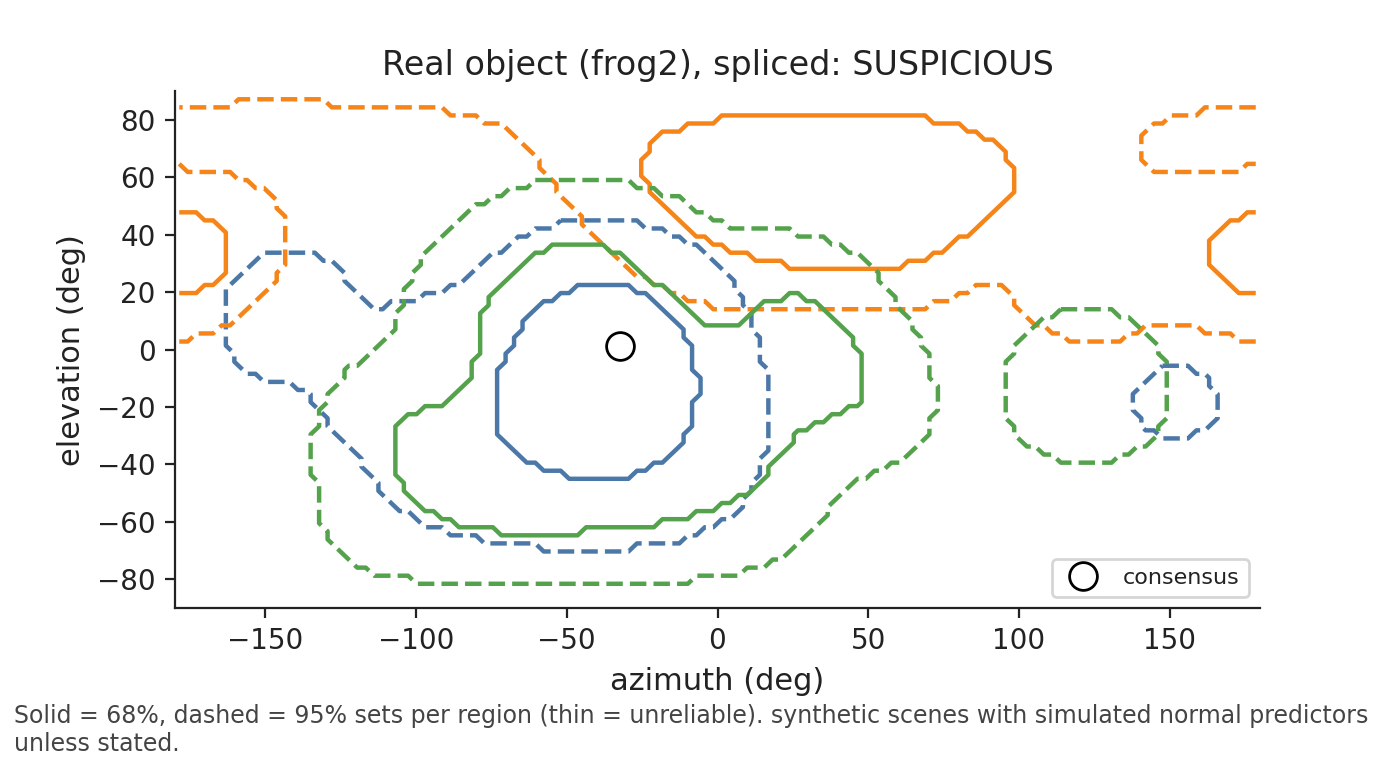 Real object (frog2), spliced: SUSPICIOUS
80
60
40
20
0
−20
−40
−60
−80
elevation (deg)
consensus
−150
−100
−50
0
50
100
150
azimuth (deg)
Solid = 68%, dashed = 95% sets per region (thin = unreliable). synthetic scenes with simulated normal predictors
unless stated.